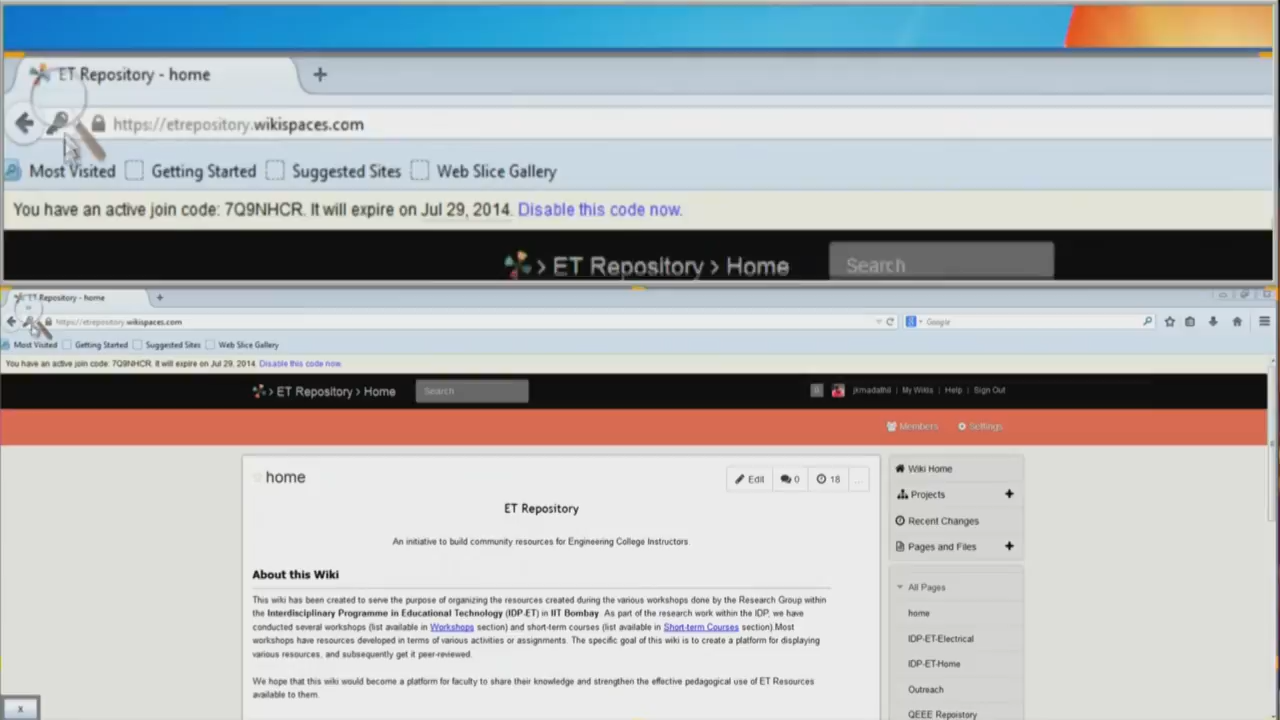 ET Repository - home
+
https://etrepository.wikispaces.com
Most Visited Getting Started Suggested Sites Web Slice Gallery
You have an active join code: 7Q9NHCR. It will expire on Jul 29, 2014. Disable this code now.
> ET Repository > Home Search
ET Repository - home +
https://etrepository.wikispaces.com Google
Most Visited Getting Started Suggested Sites Web Slice Gallery
You have an active join code: 7Q9NHCR. It will expire on Jul 29, 2014. Disable this code now.
> ET Repository > Home Search 0 jkmadathil | My Wikis | Help | Sign Out
Members Settings
home Edit 0 18 ...
ET Repository
An initiative to build community resources for Engineering College Instructors
About this Wiki
This wiki has been created to serve the purpose of organizing the resources created during the various workshops done by the Research Group within
the Interdisciplinary Programme in Educational Technology (IDP-ET) in IIT Bombay. As part of the research work within the IDP, we have
conducted several workshops (list available in Workshops section) and short-term courses (list available in Short-term Courses section).Most
workshops have resources developed in terms of various activities or assignments. The specific goal of this wiki is to create a platform for displaying
various resources, and subsequently get it peer-reviewed.
We hope that this wiki would become a platform for faculty to share their knowledge and strengthen the effective pedagogical use of ET Resources
available to them.
Wiki Home
Projects +
Recent Changes
Pages and Files +
All Pages
home
IDP-ET-Electrical
IDP-ET-Home
Outreach
QEEE Repoistory
x